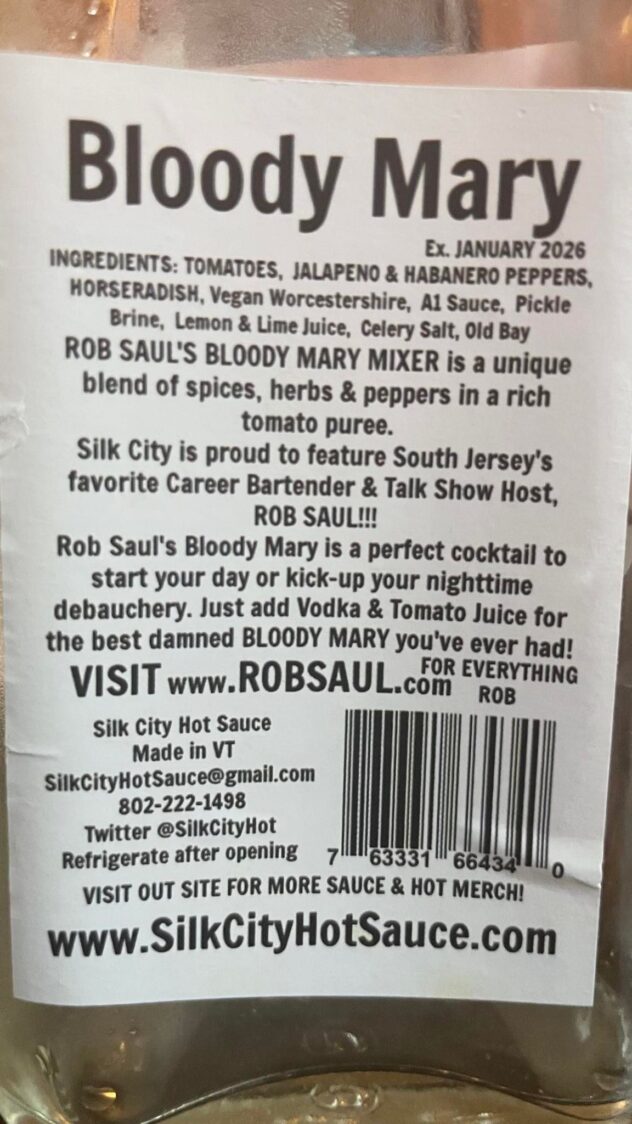 Bloody Mary
Ex. JANUARY 2026
INGREDIENTS: TOMATOES, JALAPENO & HABANERO PEPPERS,
HORSERADISH, Vegan Worcestershire, A1 Sauce, Pickle
Brine, Lemon & Lime Juice, Celery Salt, Old Bay
ROB SAUL'S BLOODY MARY MIXER is a unique
blend of spices, herbs & peppers in a rich
tomato puree.
Silk City is proud to feature South Jersey's
favorite Career Bartender & Talk Show Host,
ROB SAUL!!!
Rob Saul's Bloody Mary is a perfect cocktail to
start your day or kick-up your nighttime
debauchery. Just add Vodka & Tomato Juice for
the best damned BLOODY MARY you've ever had!
VISIT www.ROBSAUL.com FOR EVERYTHING
ROB
Silk City Hot Sauce
Made in VT
SilkCityHotSauce@gmail.com
802-222-1498
Twitter @SilkCityHot
Refrigerate after opening
7 63331 66434 0
VISIT OUT SITE FOR MORE SAUCE & HOT MERCH!
www.SilkCityHotSauce.com